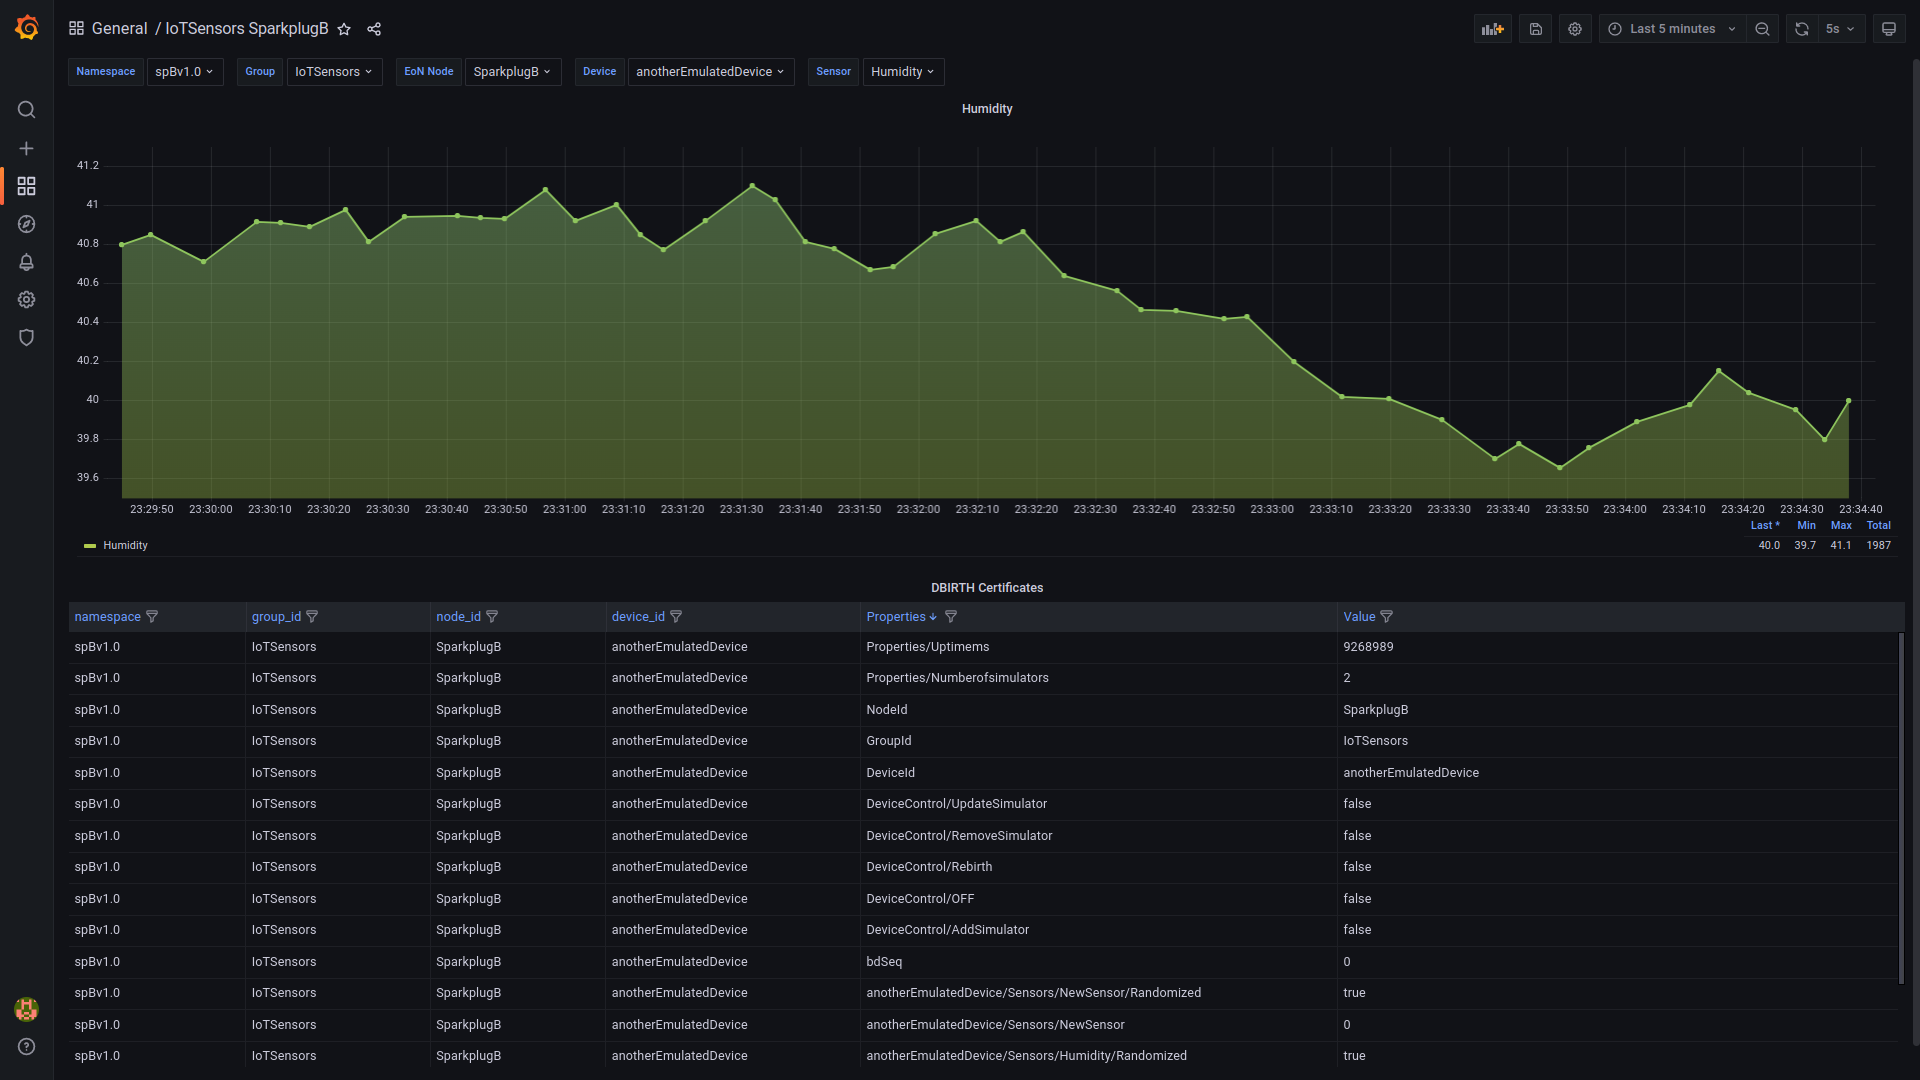 General / IoTSensors SparkplugB
Last 5 minutes
5s
Namespace spBv1.0 Group IoTSensors EoN Node SparkplugB Device anotherEmulatedDevice Sensor Humidity
Humidity
41.2
41
40.8
40.6
40.4
40.2
40
39.8
39.6
23:29:50 23:30:00 23:30:10 23:30:20 23:30:30 23:30:40 23:30:50 23:31:00 23:31:10 23:31:20 23:31:30 23:31:40 23:31:50 23:32:00 23:32:10 23:32:20 23:32:30 23:32:40 23:32:50 23:33:00 23:33:10 23:33:20 23:33:30 23:33:40 23:33:50 23:34:00 23:34:10 23:34:20 23:34:30 23:34:40
Last * Min Max Total
Humidity 40.0 39.7 41.1 1987
DBIRTH Certificates
namespace group_id node_id device_id Properties Value
spBv1.0 IoTSensors SparkplugB anotherEmulatedDevice Properties/Uptimems 9268989
spBv1.0 IoTSensors SparkplugB anotherEmulatedDevice Properties/Numberofsimulators 2
spBv1.0 IoTSensors SparkplugB anotherEmulatedDevice NodeId SparkplugB
spBv1.0 IoTSensors SparkplugB anotherEmulatedDevice GroupId IoTSensors
spBv1.0 IoTSensors SparkplugB anotherEmulatedDevice DeviceId anotherEmulatedDevice
spBv1.0 IoTSensors SparkplugB anotherEmulatedDevice DeviceControl/UpdateSimulator false
spBv1.0 IoTSensors SparkplugB anotherEmulatedDevice DeviceControl/RemoveSimulator false
spBv1.0 IoTSensors SparkplugB anotherEmulatedDevice DeviceControl/Rebirth false
spBv1.0 IoTSensors SparkplugB anotherEmulatedDevice DeviceControl/OFF false
spBv1.0 IoTSensors SparkplugB anotherEmulatedDevice DeviceControl/AddSimulator false
spBv1.0 IoTSensors SparkplugB anotherEmulatedDevice bdSeq 0
spBv1.0 IoTSensors SparkplugB anotherEmulatedDevice anotherEmulatedDevice/Sensors/NewSensor/Randomized true
spBv1.0 IoTSensors SparkplugB anotherEmulatedDevice anotherEmulatedDevice/Sensors/NewSensor 0
spBv1.0 IoTSensors SparkplugB anotherEmulatedDevice anotherEmulatedDevice/Sensors/Humidity/Randomized true